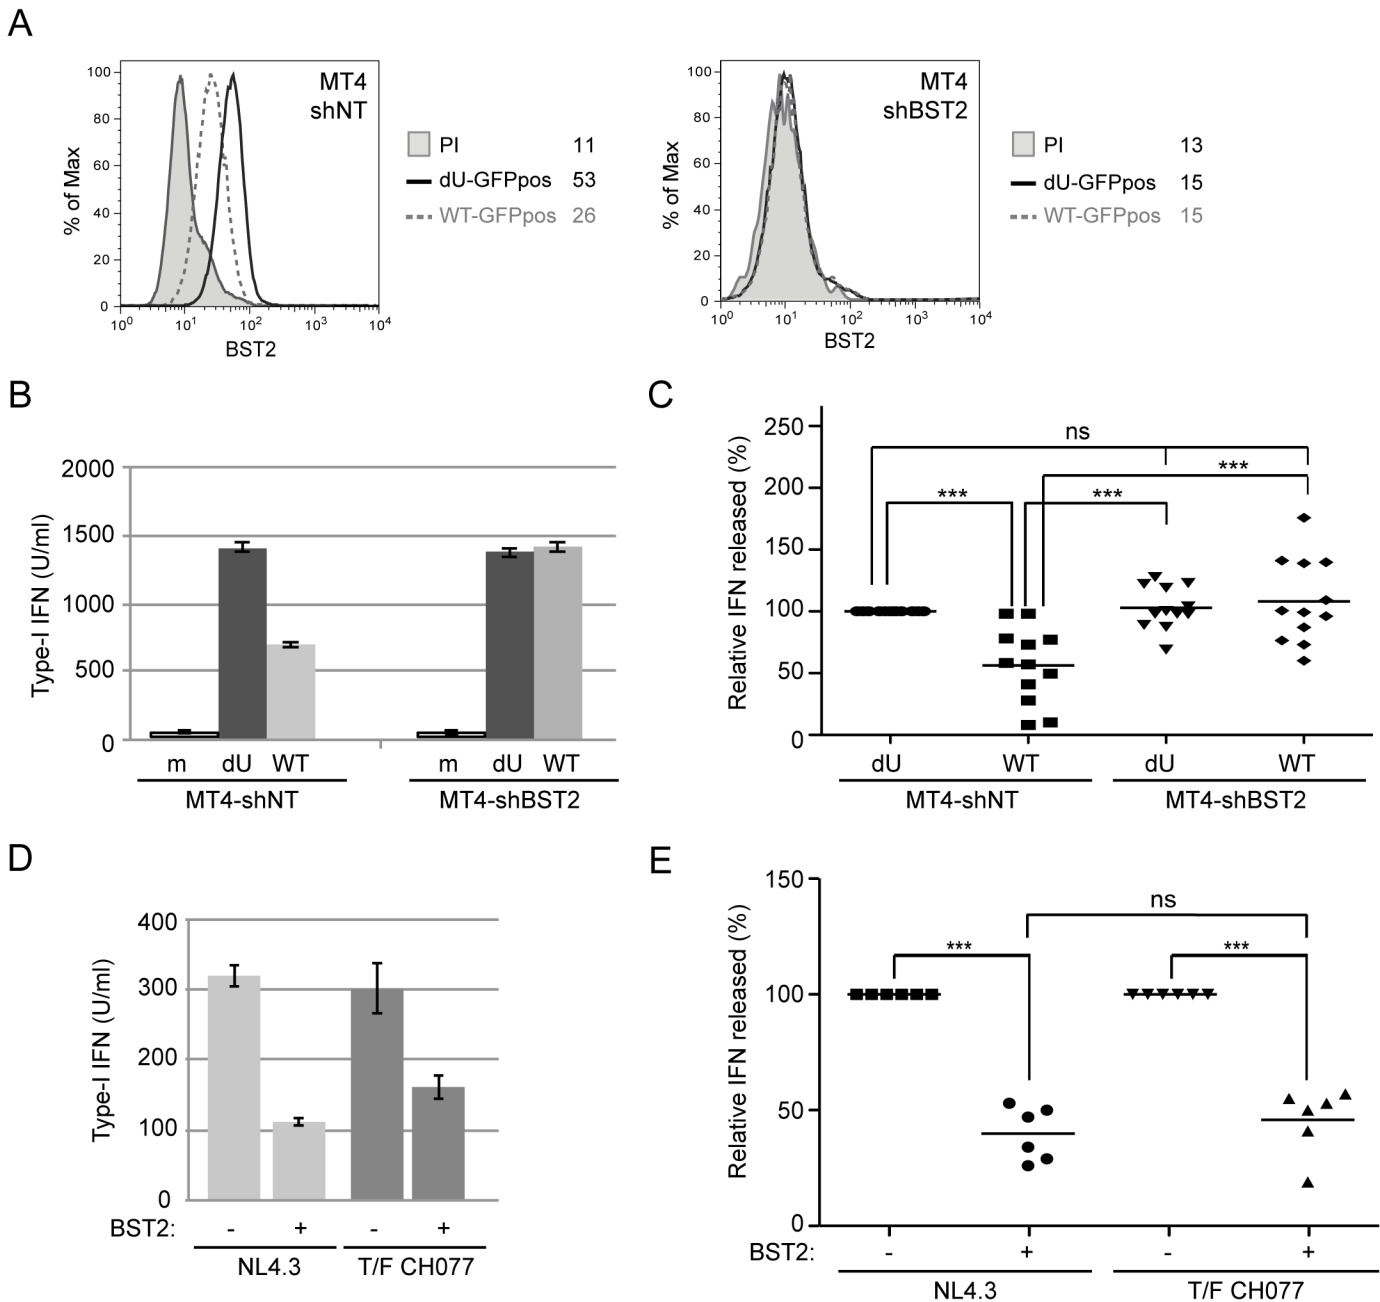 A
% of Max
100
80
60
40
20
0
10^0 10^1 10^2 10^3 10^4
BST2
MT4
shNT
PI 11
dU-GFPpos 53
WT-GFPpos 26
% of Max
100
80
60
40
20
0
10^0 10^1 10^2 10^3 10^4
BST2
MT4
shBST2
PI 13
dU-GFPpos 15
WT-GFPpos 15
B
Type-I IFN (U/ml)
2000
1500
1000
500
0
m dU WT m dU WT
MT4-shNT MT4-shBST2
C
Relative IFN released (%)
250
200
150
100
50
0
ns
***
*** ***
dU WT dU WT
MT4-shNT MT4-shBST2
D
Type-I IFN (U/ml)
400
300
200
100
0
BST2: - + - +
NL4.3 T/F CH077
E
Relative IFN released (%)
150
100
50
0
ns
*** ***
BST2: - + - +
NL4.3 T/F CH077